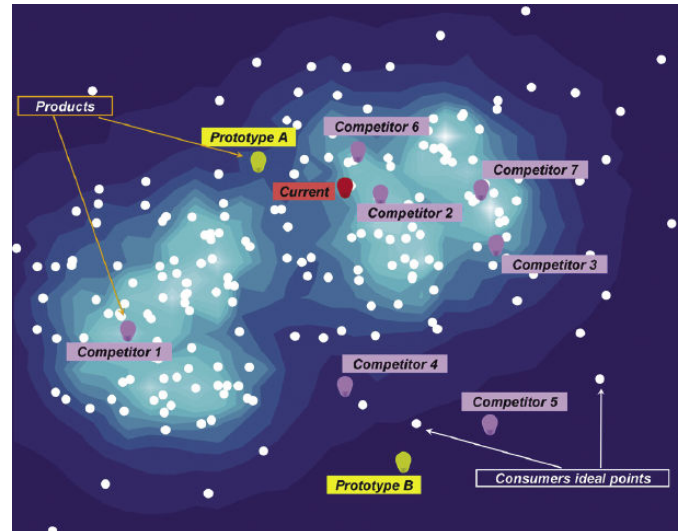 Products
Prototype A
Competitor 6
Current
Competitor 7
Competitor 2
Competitor 3
Competitor 1
Competitor 4
Competitor 5
Prototype B
Consumers ideal points